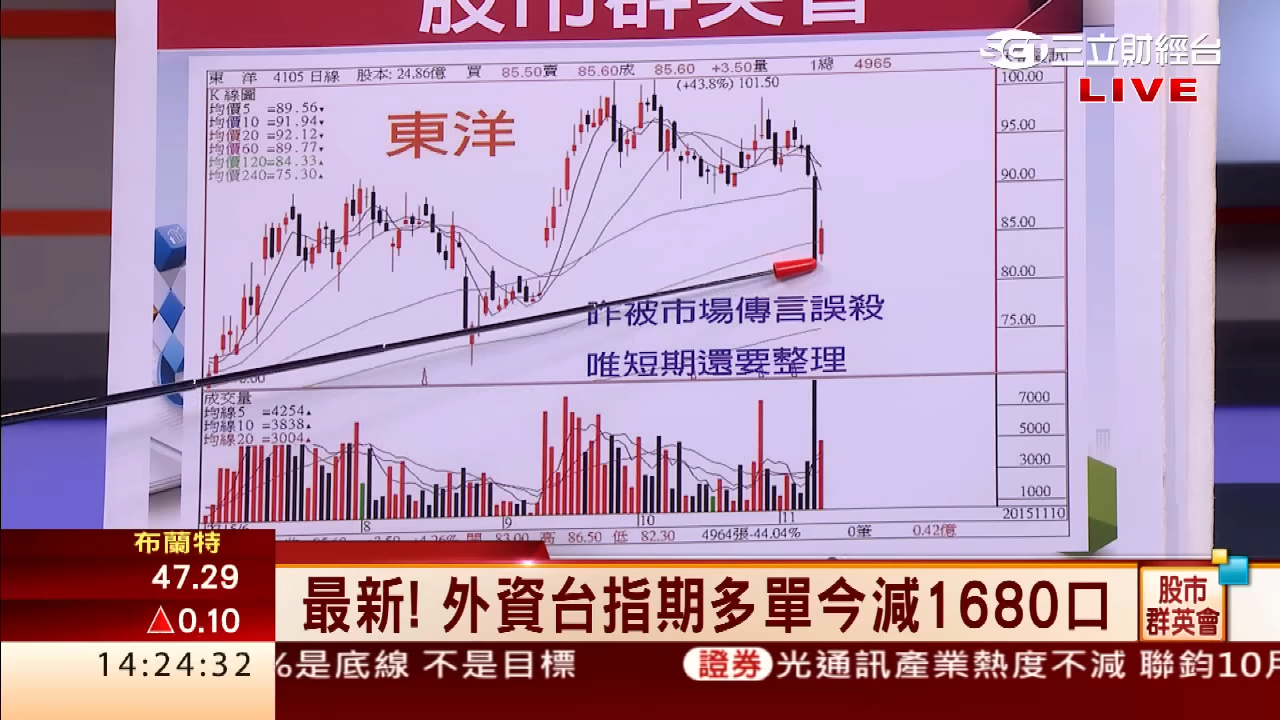 股市群英會
SET 三立財經台
LIVE
東 洋 4105 日線 股本: 24.86億 買 85.50賣 85.60成 85.60 +3.50量 1總 4965
K 線圖
(+43.8%) 101.50
均價5 =89.56
均價10 =91.94
均價20 =92.12
均價60 =89.77
均價120=84.33
均價240=75.30
東洋
100.00
95.00
90.00
85.00
80.00
75.00
昨被市場傳言誤殺
唯短期還要整理
成交量
均線5 =4254
均線10 =3838
均線20 =3004
7000
5000
3000
1000
8 9 10 11
20151110
83.00 高 86.50 低 82.30 4964張-44.04% 0筆 0.42億
布蘭特
47.29
△0.10
最新! 外資台指期多單今減1680口
股市
群英會
14:24:32
%是底線 不是目標 證券 光通訊產業熱度不減 聯鈞10月